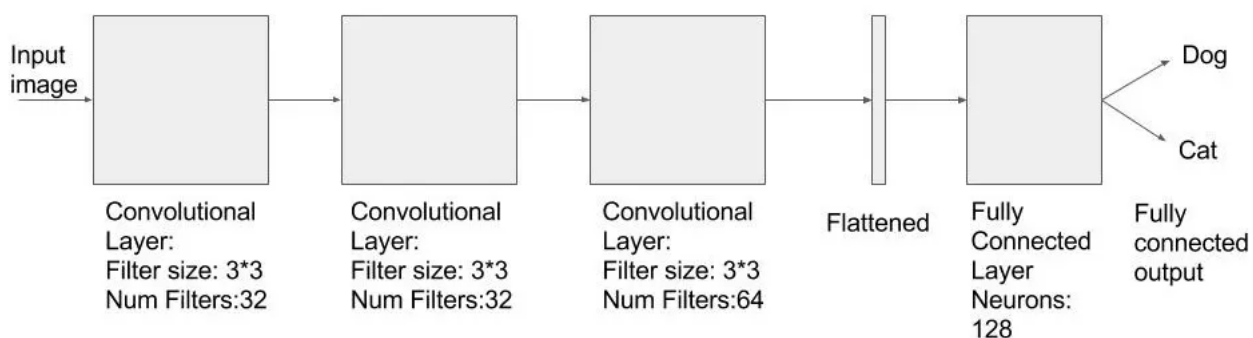 Input
image
Convolutional
Layer:
Filter size: 3*3
Num Filters:32
Convolutional
Layer:
Filter size: 3*3
Num Filters:32
Convolutional
Layer:
Filter size: 3*3
Num Filters:64
Flattened
Fully
Connected
Layer
Neurons:
128
Dog
Cat
Fully
connected
output